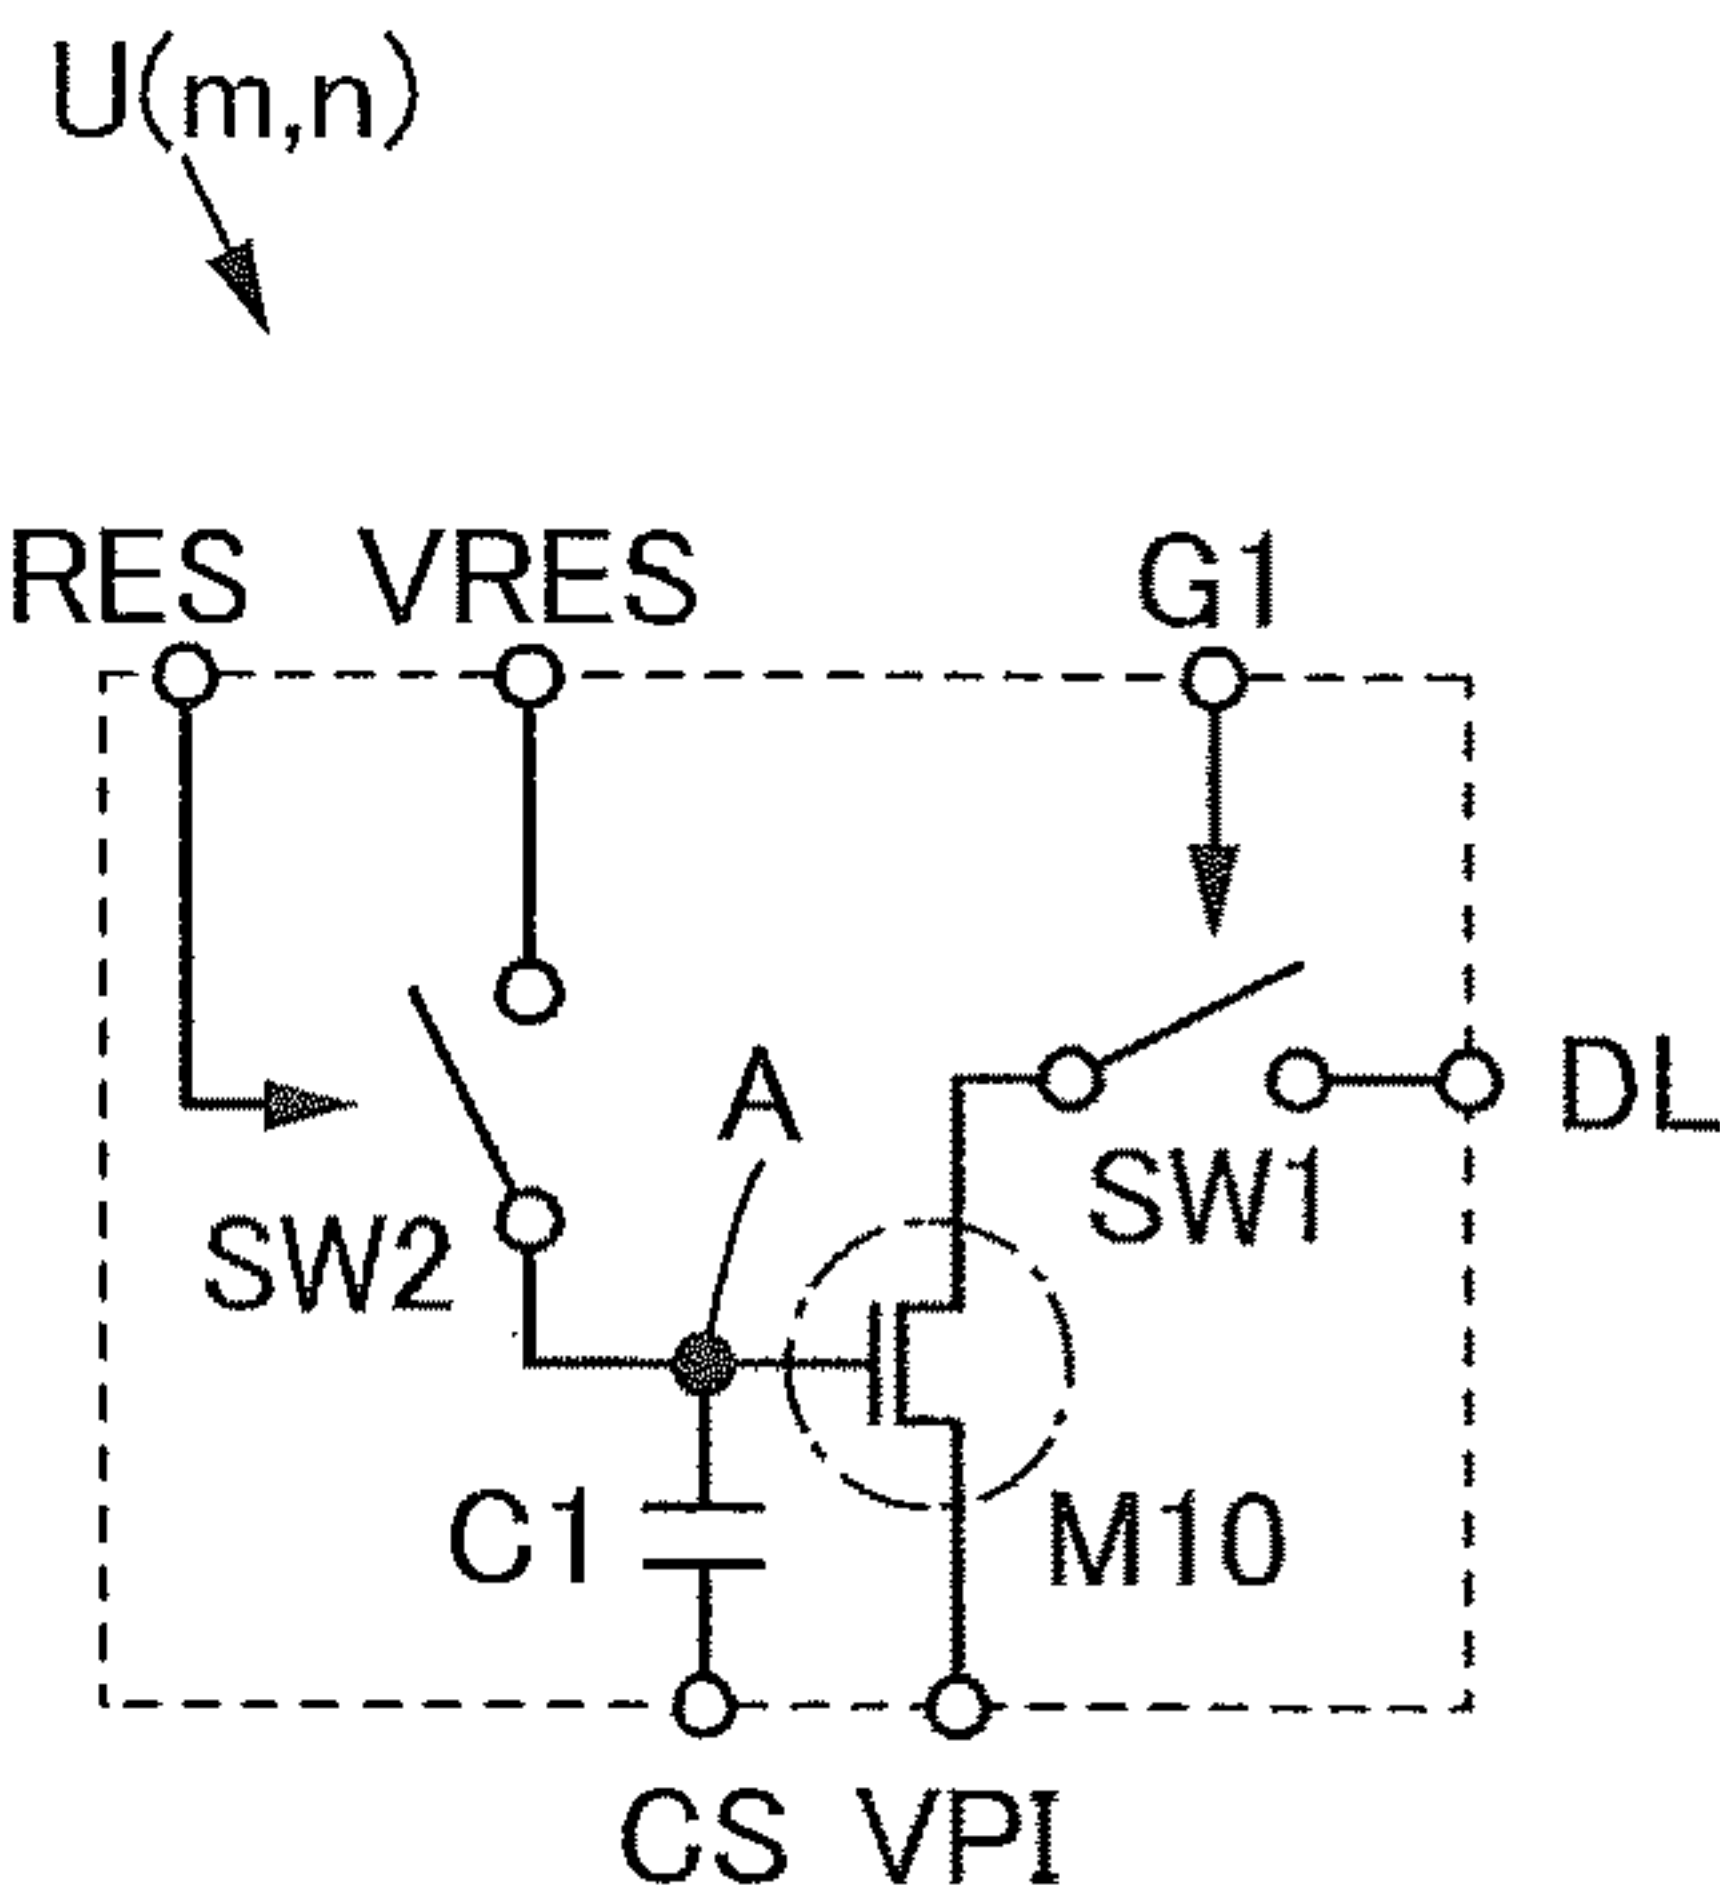 U(m,n)
RES VRES G1
A
DL
SW1
SW2
C1
M10
CS VPI